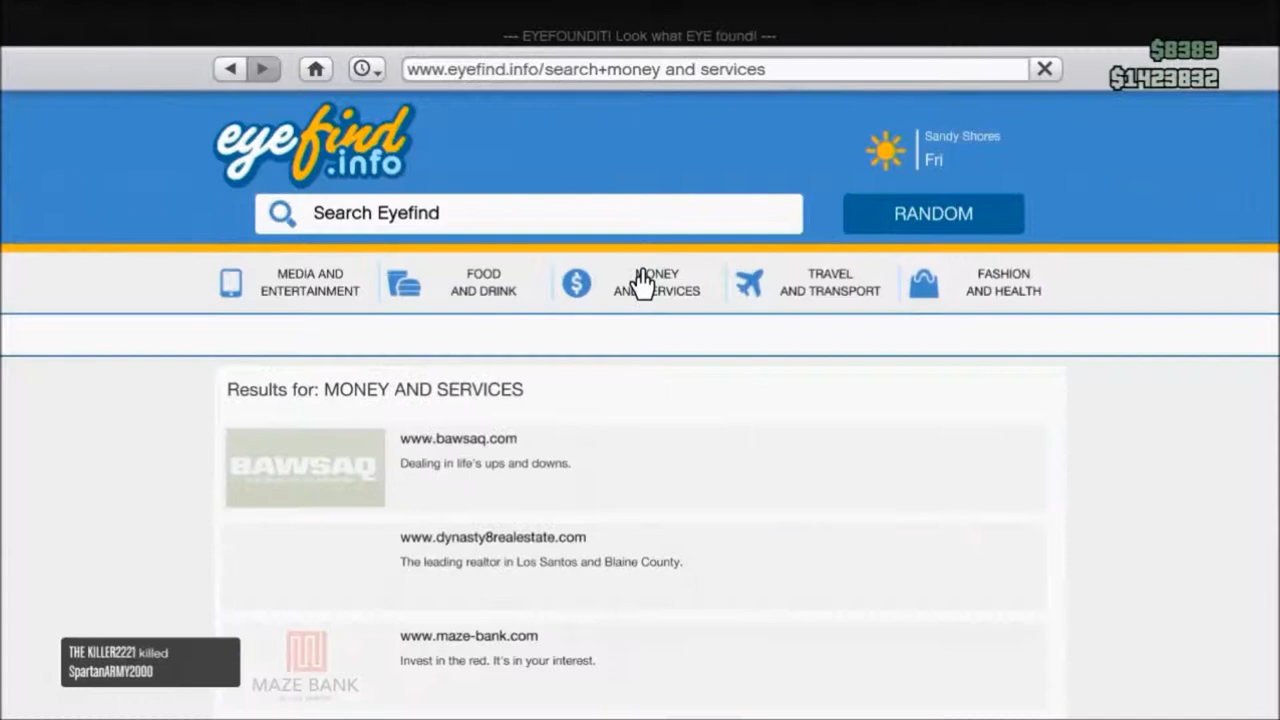 --- EYEFOUNDIT! Look what EYE found! ---
$8383
www.eyefind.info/search+money and services
$1423832
eyefind
.info
Sandy Shores
Fri
Search Eyefind
RANDOM
MEDIA AND
ENTERTAINMENT
FOOD
AND DRINK
MONEY
AND SERVICES
TRAVEL
AND TRANSPORT
FASHION
AND HEALTH
Results for: MONEY AND SERVICES
BAWSAQ
www.bawsaq.com
Dealing in life's ups and downs.
www.dynasty8realestate.com
The leading realtor in Los Santos and Blaine County.
www.maze-bank.com
Invest in the red. It's in your interest.
MAZE BANK
THE KILLER2221 killed
SpartanARMY2000